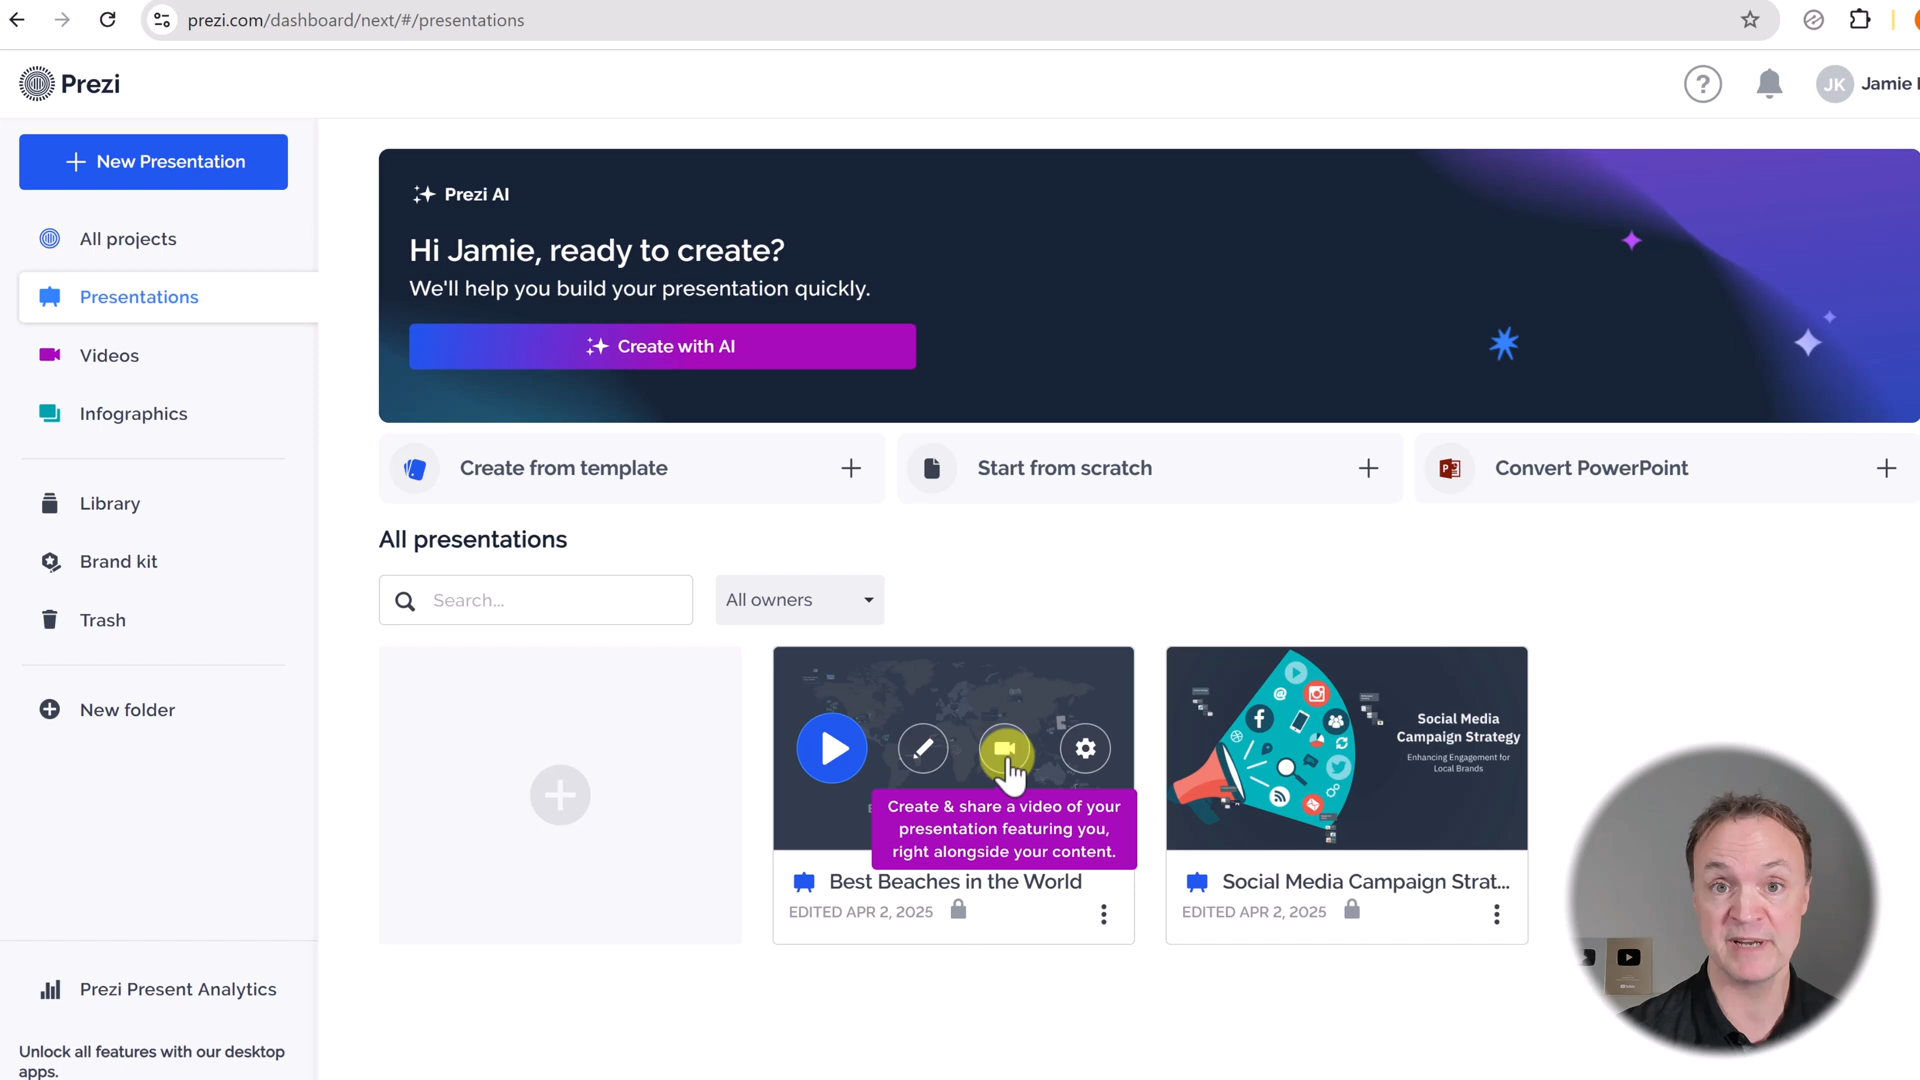 prezi.com/dashboard/next/#/presentations
Prezi
?
JK
Jamie
New Presentation
All projects
Presentations
Videos
Infographics
Library
Brand kit
Trash
New folder
Prezi Present Analytics
Unlock all features with our desktop
apps.
Prezi AI
Hi Jamie, ready to create?
We'll help you build your presentation quickly.
Create with AI
Create from template
Start from scratch
Convert PowerPoint
All presentations
Search...
All owners
Create & share a video of your
presentation featuring you,
right alongside your content.
Best Beaches in the World
EDITED APR 2, 2025
Social Media
Campaign Strategy
Enhancing Engagement for
Local Brands
Social Media Campaign Strat...
EDITED APR 2, 2025